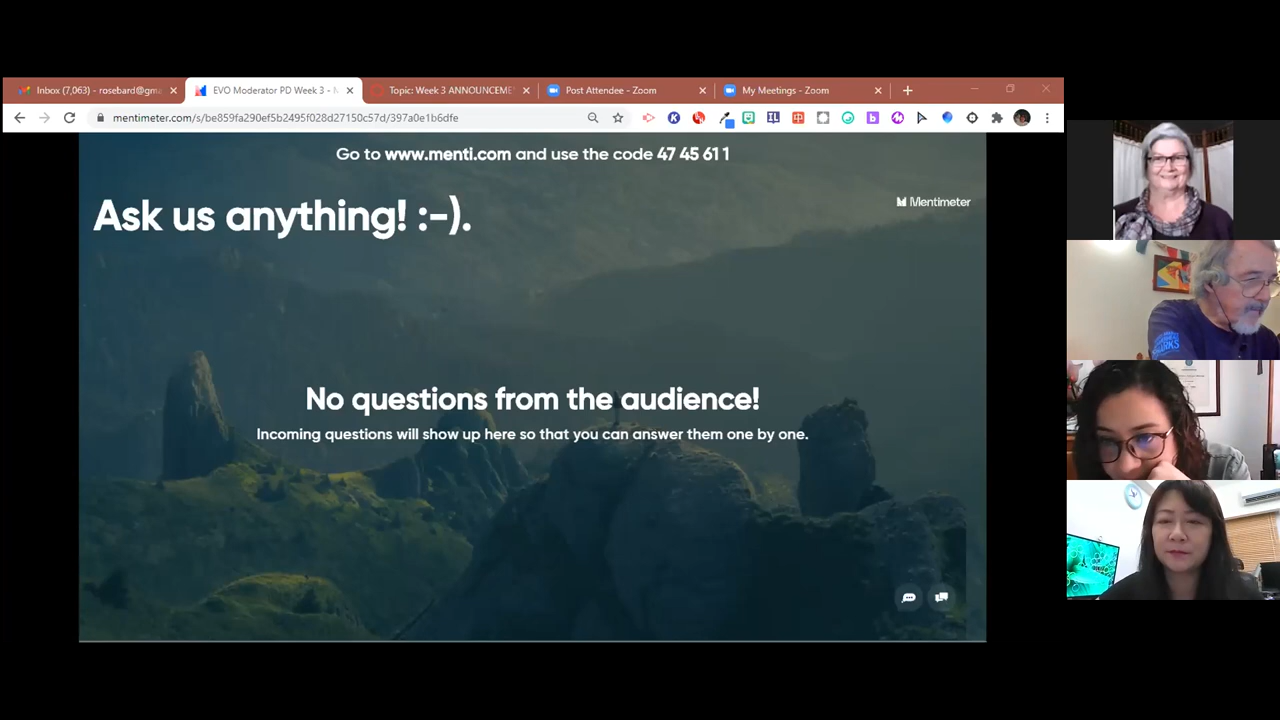 Inbox (7,063) - rosebard@gma
EVO Moderator PD Week 3 - M
Topic: Week 3 ANNOUNCEME
Post Attendee - Zoom
My Meetings - Zoom
mentimeter.com/s/be859fa290ef5b2495f028d27150c57d/397a0e1b6dfe
Go to www.menti.com and use the code 47 45 61 1
Mentimeter
Ask us anything! :-).
No questions from the audience!
Incoming questions will show up here so that you can answer them one by one.